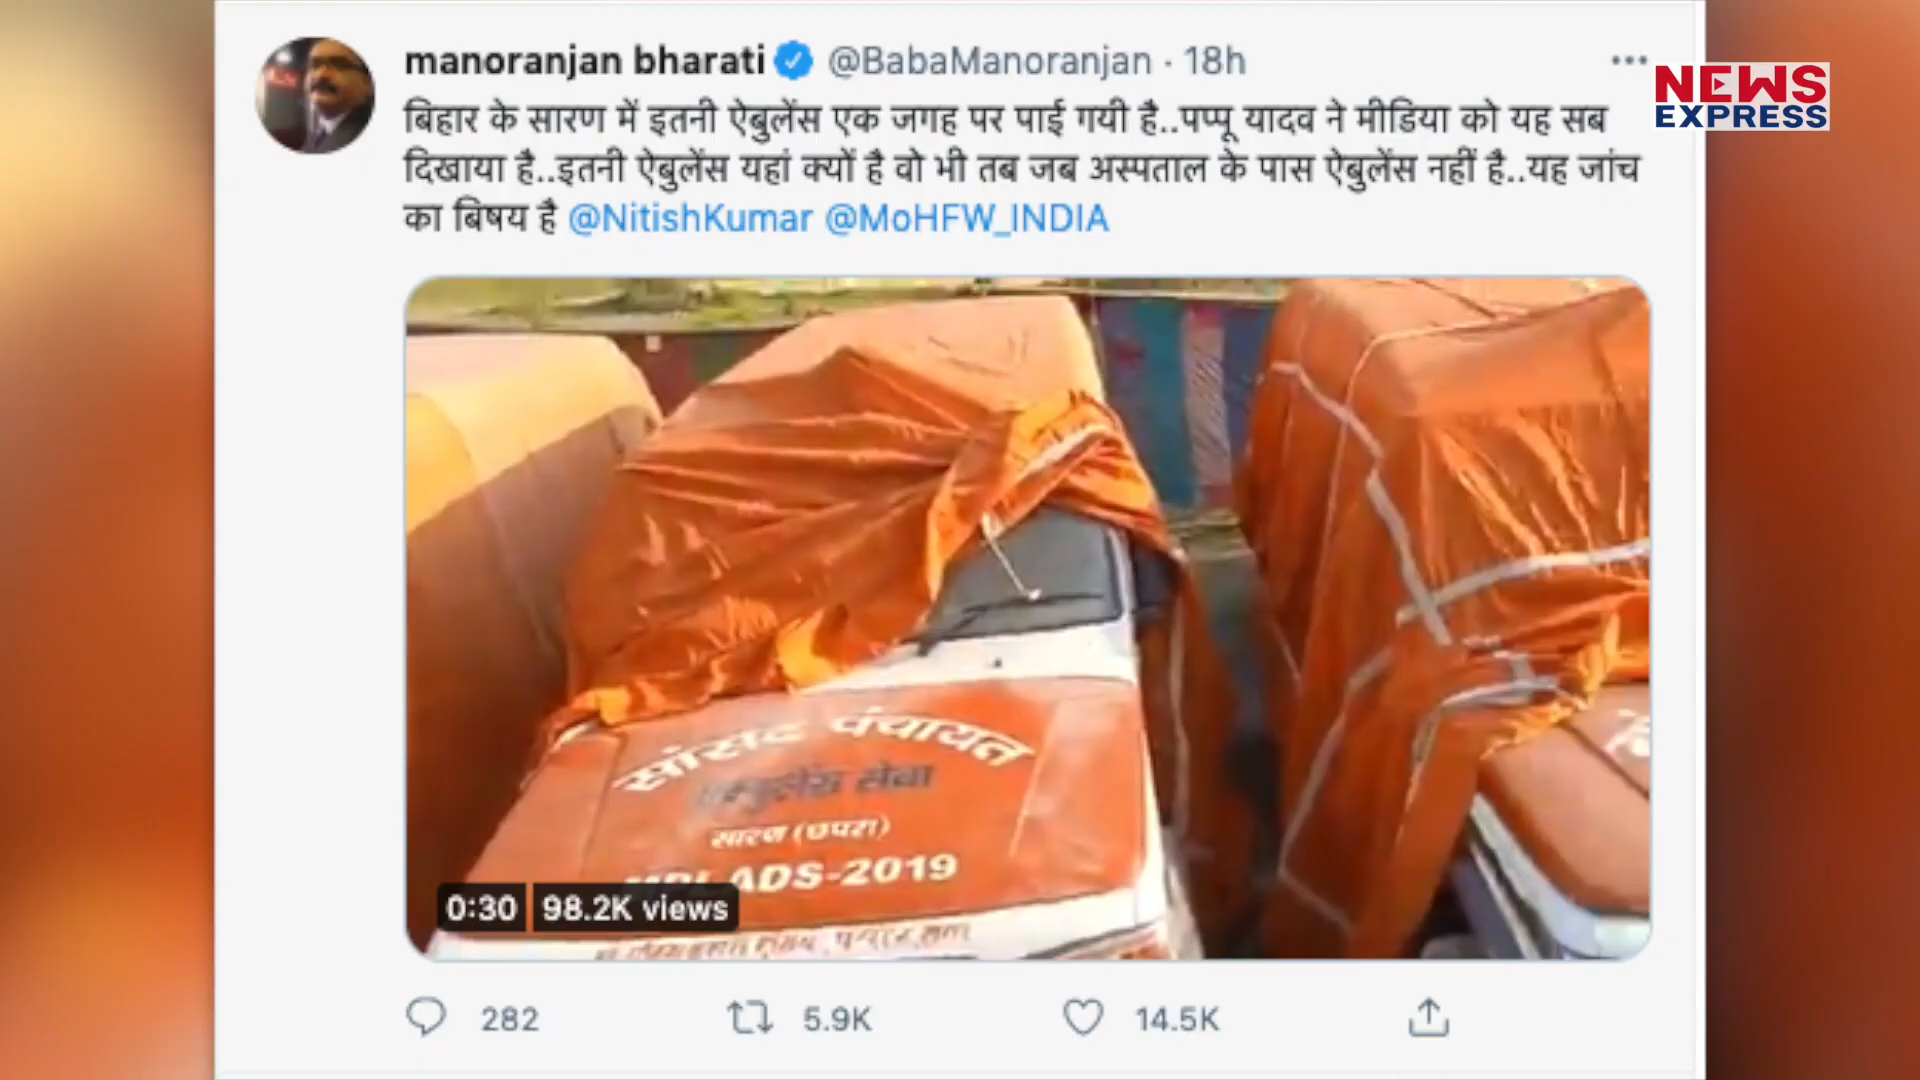 manoranjan bharati @BabaManoranjan · 18h
NEWS
EXPRESS
बिहार के सारण में इतनी ऐबुलेंस एक जगह पर पाई गयी है..पप्पू यादव ने मीडिया को यह सब
दिखाया है..इतनी ऐबुलेंस यहां क्यों है वो भी तब जब अस्पताल के पास ऐबुलेंस नहीं है..यह जांच
का बिषय है @NitishKumar @MoHFW_INDIA
सांसद पंचायत
सेवा
सारण (छपरा)
ADS-2019
0:30 98.2K views
282 5.9K 14.5K